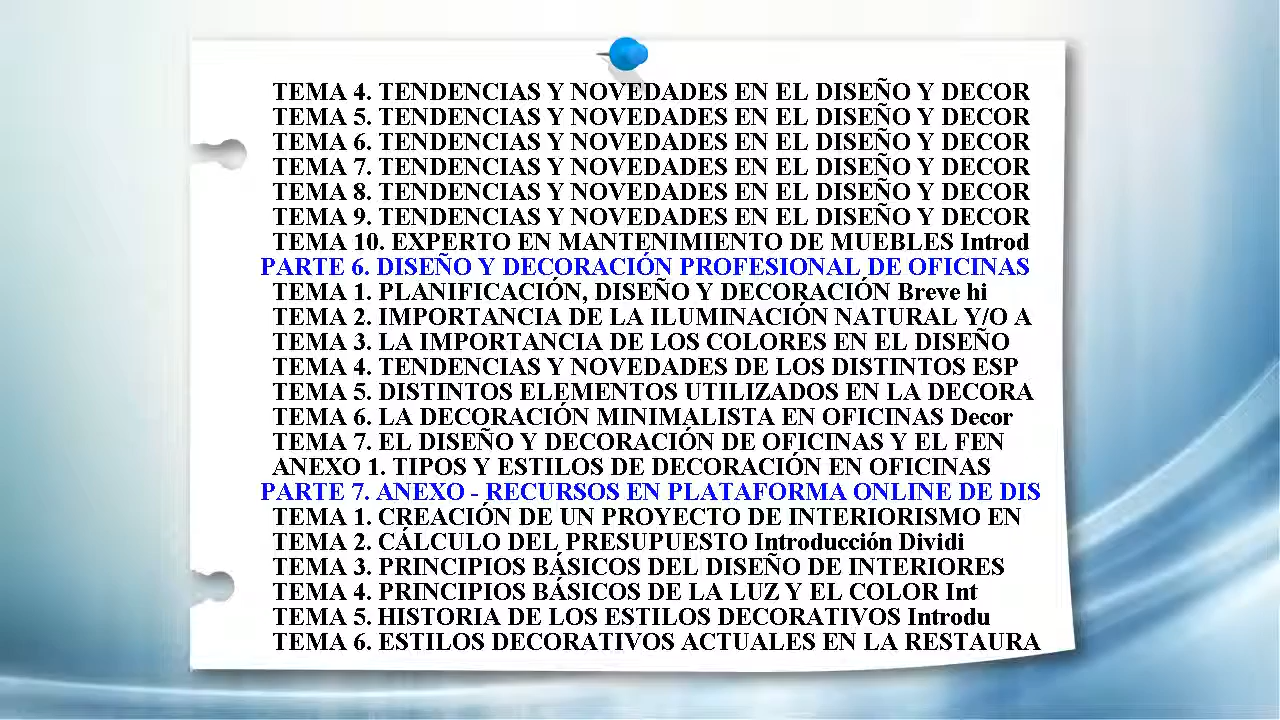 TEMA 4. TENDENCIAS Y NOVEDADES EN EL DISEÑO Y DECOR
TEMA 5. TENDENCIAS Y NOVEDADES EN EL DISEÑO Y DECOR
TEMA 6. TENDENCIAS Y NOVEDADES EN EL DISEÑO Y DECOR
TEMA 7. TENDENCIAS Y NOVEDADES EN EL DISEÑO Y DECOR
TEMA 8. TENDENCIAS Y NOVEDADES EN EL DISEÑO Y DECOR
TEMA 9. TENDENCIAS Y NOVEDADES EN EL DISEÑO Y DECOR
TEMA 10. EXPERTO EN MANTENIMIENTO DE MUEBLES Introd
PARTE 6. DISEÑO Y DECORACIÓN PROFESIONAL DE OFICINAS
TEMA 1. PLANIFICACIÓN, DISEÑO Y DECORACIÓN Breve hi
TEMA 2. IMPORTANCIA DE LA ILUMINACIÓN NATURAL Y/O A
TEMA 3. LA IMPORTANCIA DE LOS COLORES EN EL DISEÑO
TEMA 4. TENDENCIAS Y NOVEDADES DE LOS DISTINTOS ESP
TEMA 5. DISTINTOS ELEMENTOS UTILIZADOS EN LA DECORA
TEMA 6. LA DECORACIÓN MINIMALISTA EN OFICINAS Decor
TEMA 7. EL DISEÑO Y DECORACIÓN DE OFICINAS Y EL FEN
ANEXO 1. TIPOS Y ESTILOS DE DECORACIÓN EN OFICINAS
PARTE 7. ANEXO - RECURSOS EN PLATAFORMA ONLINE DE DIS
TEMA 1. CREACIÓN DE UN PROYECTO DE INTERIORISMO EN
TEMA 2. CÁLCULO DEL PRESUPUESTO Introducción Dividi
TEMA 3. PRINCIPIOS BÁSICOS DEL DISEÑO DE INTERIORES
TEMA 4. PRINCIPIOS BÁSICOS DE LA LUZ Y EL COLOR Int
TEMA 5. HISTORIA DE LOS ESTILOS DECORATIVOS Introdu
TEMA 6. ESTILOS DECORATIVOS ACTUALES EN LA RESTAURA